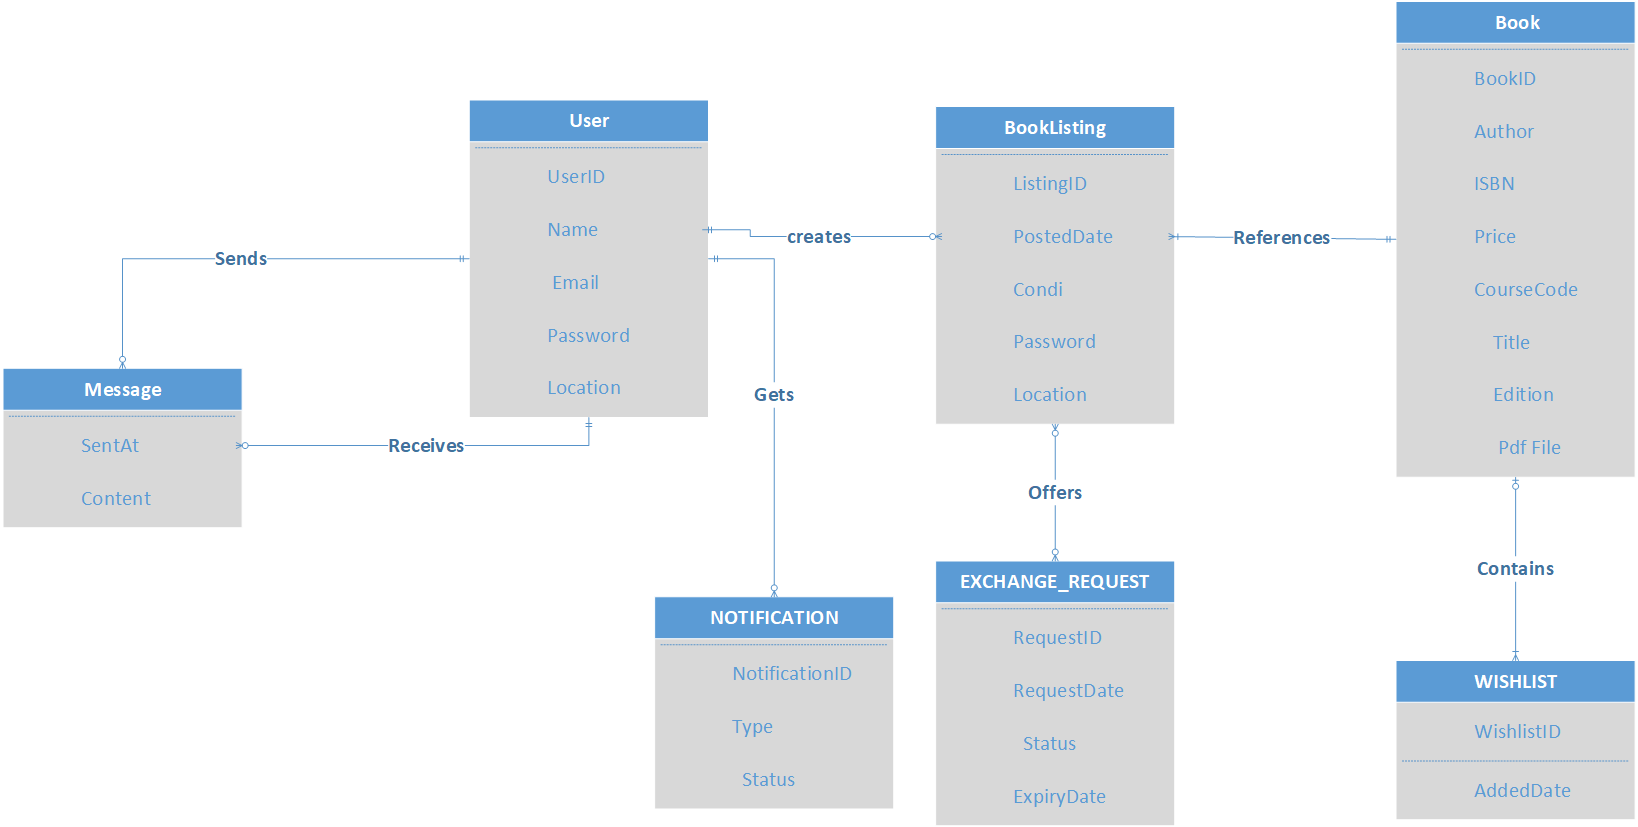 Book
BookID
Author
ISBN
Price
CourseCode
Title
Edition
Pdf File
User
UserID
Name
Email
Password
Location
BookListing
ListingID
PostedDate
Condi
Password
Location
creates
References
Sends
Receives
Gets
Offers
Contains
Message
SentAt
Content
NOTIFICATION
NotificationID
Type
Status
EXCHANGE_REQUEST
RequestID
RequestDate
Status
ExpiryDate
WISHLIST
WishlistID
AddedDate